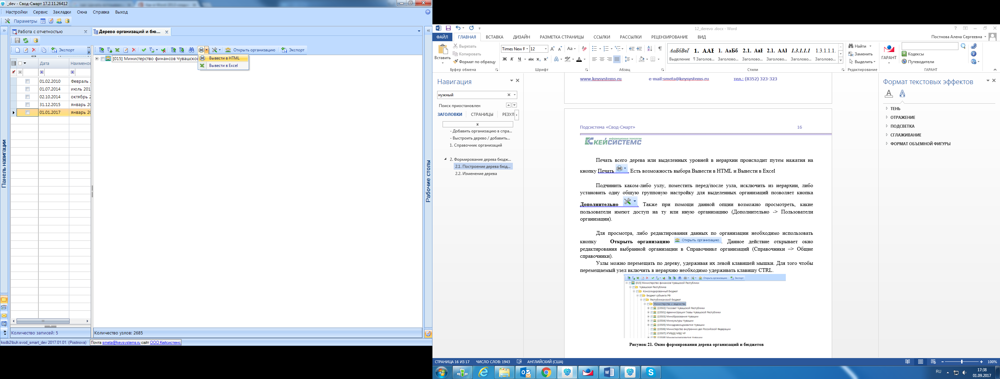 _dev - Свод-Смарт 17.2.11.26412
Настройки Сервис Закладки Окна Справка Выход
Параметры
Работа с отчетностью
Дерево организаций и бю...
Экспорт
Открыть организацию
Экспорт
Дата
Наименов
[015] Министерство финансов Чувашско
Вывести в HTML
Вывести в Excel
01.02.2010 Февраль 2
01.07.2014 июль 201
02.10.2014 октябрь 2
31.12.2015 январь 20
01.01.2017 январь 20
Панель навигации
Рабочие столы
Количество записей: 5
Количество узлов: 2685
ksdb2\buh.svod_smart_dev 2017.01.01. (Postnova)
Почта smeta@keysystems.ru сайт ООО Кейсистемс
12_derevo .docx - Word
ФАЙЛ ГЛАВНАЯ ВСТАВКА ДИЗАЙН РАЗМЕТКА СТРАНИЦЫ ССЫЛКИ РАССЫЛКИ РЕЦЕНЗИРОВАНИЕ ВИД
Постнова Алена Сергеевна
Вставить
Вырезать
Копировать
Формат по образцу
Буфер обмена
Times New F 12
Ж К Ч abc x₂ x²
Шрифт
Абзац
АаБбВвГ 1. ААБ 1. АаБб 2.1. АаІ 2.1. ААІ 1.3.1.1.1 1.3.1.1.1.
Выделение ¶ Заголов... Заголово... Заголово... Заголово... Заголово... Заголово...
Стили
Найти
Заменить
Выделить
Редактирование
ГАРАНТ
Кодексы
Путеводители
ГАРАНТ
Навигация
нужный
Поиск приостановлен
ЗАГОЛОВКИ СТРАНИЦЫ РЕЗУЛ
- Добавить организацию в спра...
- Выстроить дерево / добавить...
1. Справочник организаций
2. Формирование дерева бюдж...
2.1. Построение дерева бюд...
2.2. Изменение дерева
www.keysystems.ru e-mail:smeta@keysystems.ru тел.: (8352) 323-323
Подсистема «Свод-Смарт» 16
информационные технологии
КЕЙСИСТЕМС
Печать всего дерева или выделенных уровней в иерархии происходит путем нажатия на
кнопку Печать . Есть возможность выбора Вывести в HTML и Вывести в Excel
Подчинить каком-либо узлу, поместить перед/после узла, исключить из иерархии, либо
установить одну общую групповую настройку для выделенных организаций позволяет кнопка
Дополнительно . Также при помощи данной опции возможно просмотреть, какие
пользователи имеют доступ на ту или иную организацию (Дополнительно -> Пользователи
организации).
Для просмотра, либо редактирования данных по организации необходимо использовать
кнопку Открыть организацию Открыть организацию . Данное действие открывает окно
редактирования выбранной организации в Справочнике организаций (Справочники –> Общие
справочники).
Узлы можно перемещать по дереву, удерживая их левой клавишей мышки. Для того чтобы
перемещаемый узел включить в иерархию необходимо удерживать клавишу CTRL.
Открыть организацию Экспорт
[015] Министерство финансов Чувашской Республики
Чувашская Республика
Консолидированный бюджет
Бюджет субъекта РФ
Республиканский бюджет
Министерства и ведомства
[15502] Госсовет Чувашской Республики
[15501] Администрация Главы Чувашской Республики
[15503] Минобразования Чувашии
[15504] Минкультуры Чувашии
[15505] Минздравсоцразвития Чувашии
[15506] Министерство внутренних дел Российской Федерации
[15507] УГИБДД МВД ЧР
[15508] Минэкономразвития Чувашии
Рисунок 21. Окно формирования дерева организаций и бюджетов
Формат текстовых эффектов
ТЕНЬ
ОТРАЖЕНИЕ
ПОДСВЕТКА
СГЛАЖИВАНИЕ
ФОРМАТ ОБЪЕМНОЙ ФИГУРЫ
СТРАНИЦА 16 ИЗ 17 ЧИСЛО СЛОВ: 1943 АНГЛИЙСКИЙ (США)
100%
RU
17:38
01.09.2017